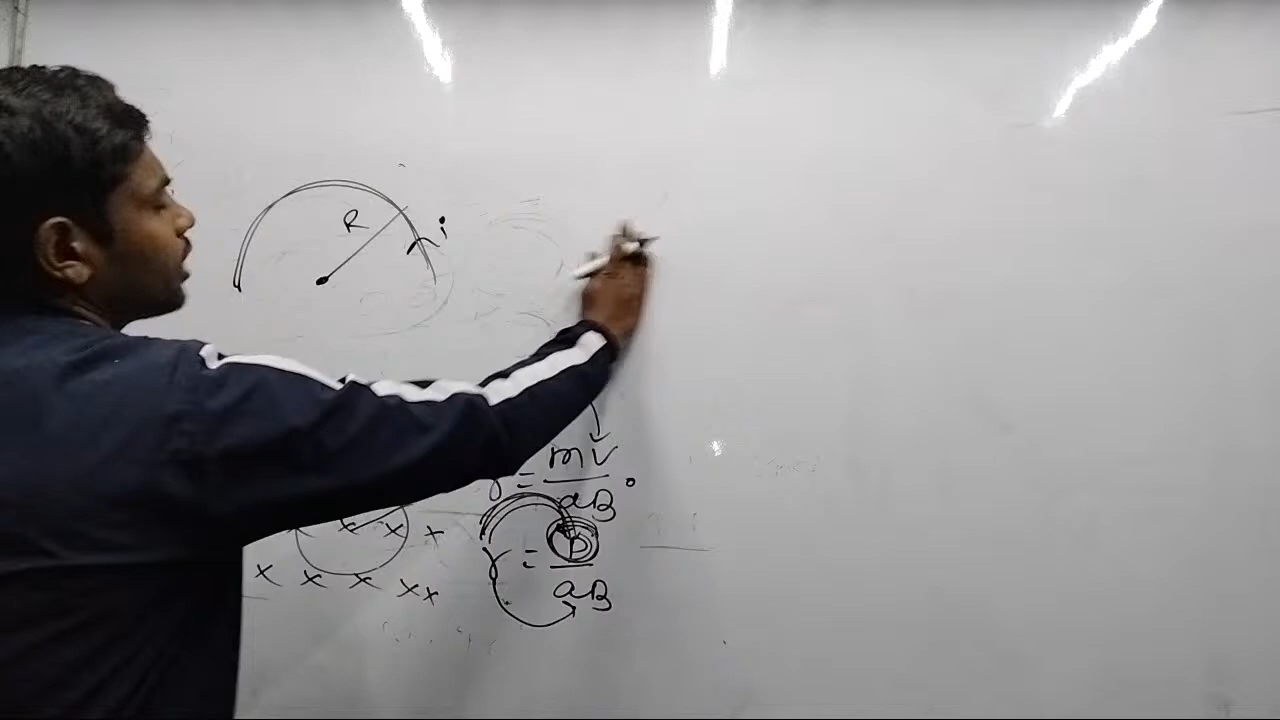 R
i
r = mv / qB
× × ×
r = p / qB
× × × × ×